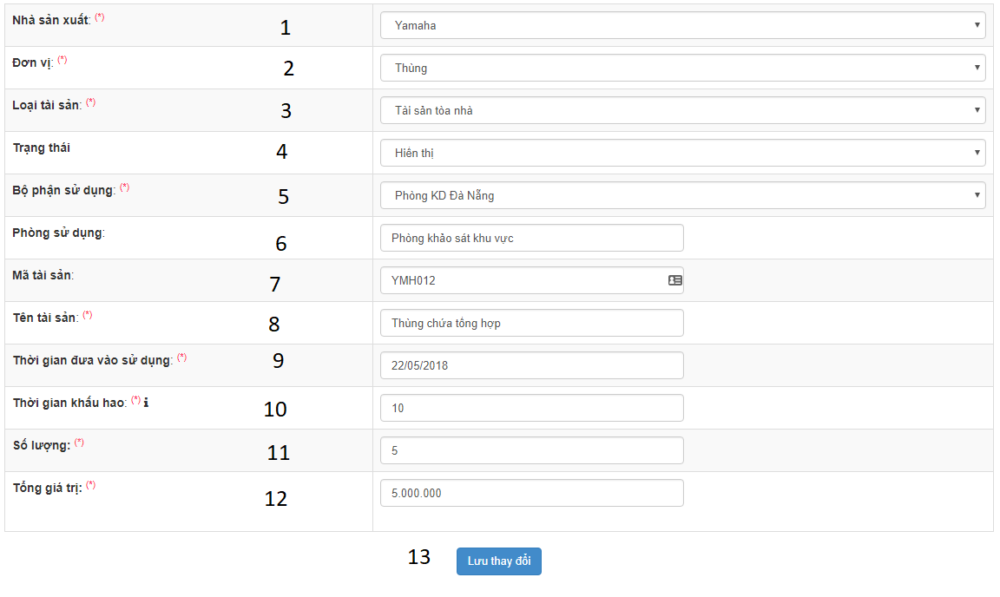 Nhà sản xuất: (*) 1 Yamaha
Đơn vị: (*) 2 Thùng
Loại tài sản: (*) 3 Tài sản tòa nhà
Trạng thái 4 Hiển thị
Bộ phận sử dụng: (*) 5 Phòng KD Đà Nẵng
Phòng sử dụng: 6 Phòng khảo sát khu vực
Mã tài sản: 7 YMH012
Tên tài sản: (*) 8 Thùng chứa tổng hợp
Thời gian đưa vào sử dụng: (*) 9 22/05/2018
Thời gian khấu hao: (*) i 10 10
Số lượng: (*) 11 5
Tổng giá trị: (*) 12 5.000.000
13 Lưu thay đổi